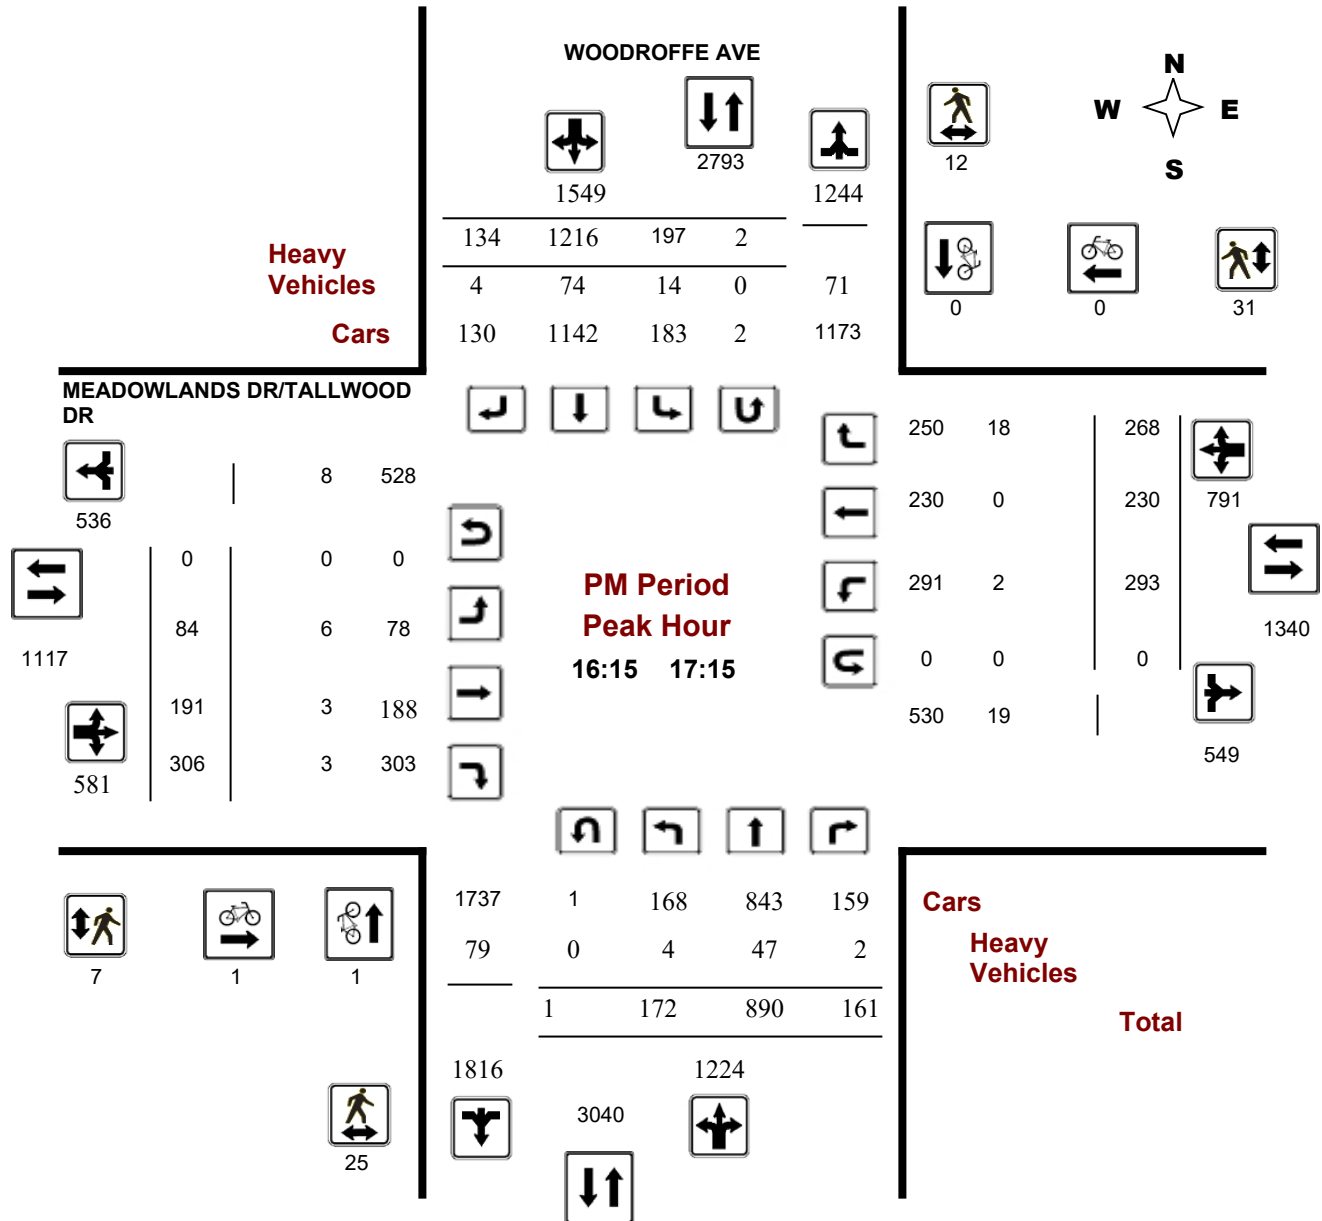 WOODROFFE AVE
N
W E
S
2793
12
1549
1244
134 1216 197 2
Heavy
Vehicles
4 74 14 0 71
0 0 31
Cars
130 1142 183 2 1173
MEADOWLANDS DR/TALLWOOD
DR
250 18 268
8 528
230 0 230 791
536
0 0 0
PM Period
291 2 293
84 6 78
Peak Hour
1340
1117
16:15 17:15
0 0 0
191 3 188
530 19
306 3 303
549
581
1737 1 168 843 159
Cars
79 0 4 47 2
Heavy
Vehicles
7 1 1
1 172 890 161
Total
1816 1224
3040
25